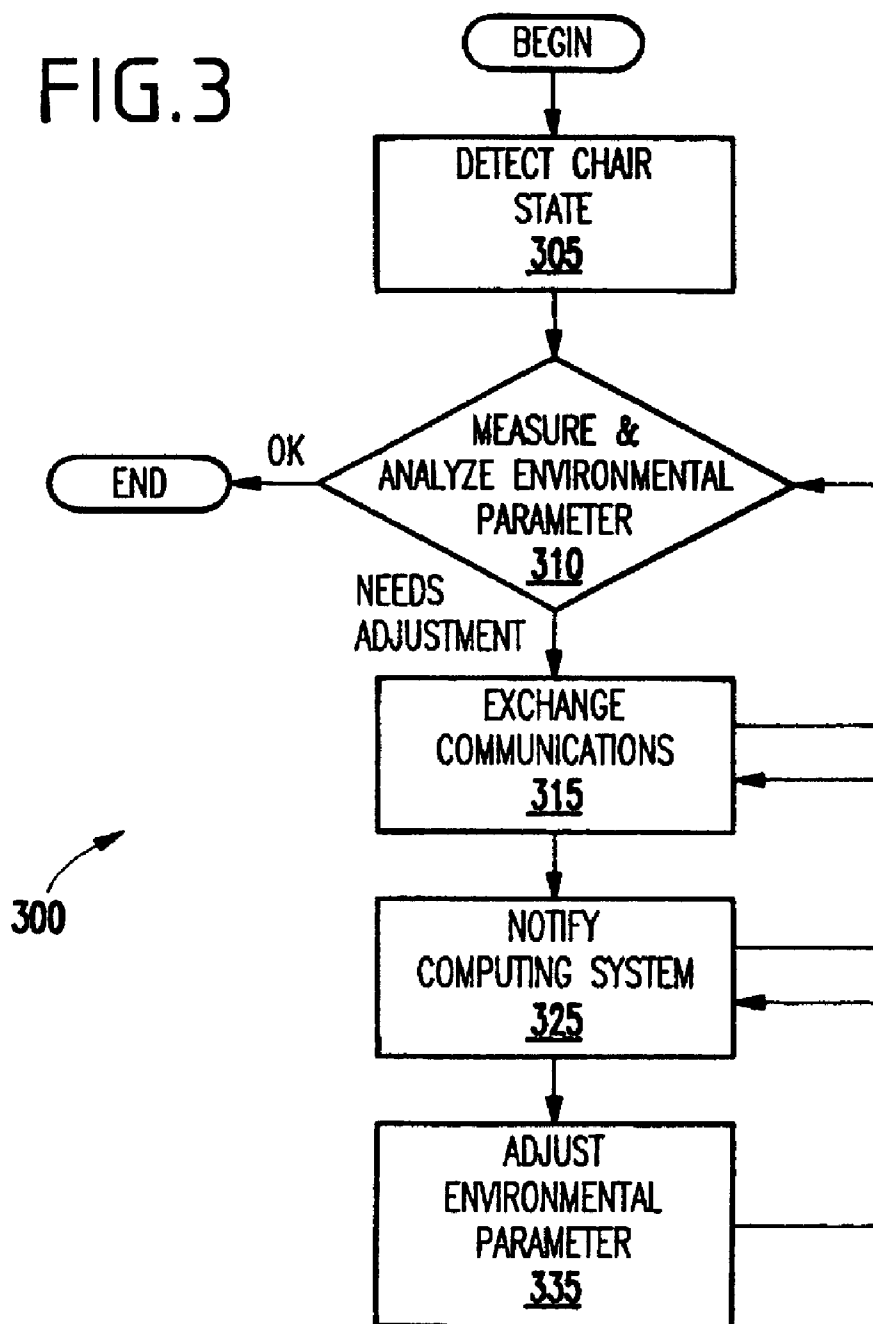 FIG.3
BEGIN
DETECT CHAIR
STATE
305
MEASURE &
ANALYZE ENVIRONMENTAL
PARAMETER
310
OK
END
NEEDS
ADJUSTMENT
EXCHANGE
COMMUNICATIONS
315
300
NOTIFY
COMPUTING SYSTEM
325
ADJUST
ENVIRONMENTAL
PARAMETER
335